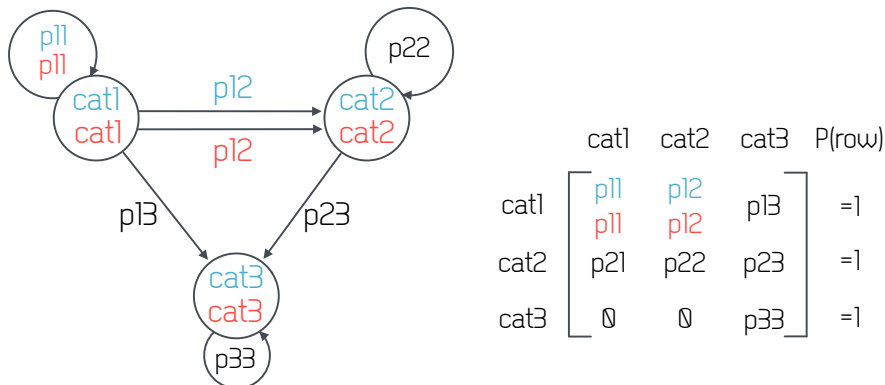 p11
p11
p22
cat1
cat1
p12
p12
cat2
cat2
p13
p23
cat3
cat3
p33
cat1 cat2 cat3 P(row)
cat1 p11 p12 p13 =1
p11 p12
cat2 p21 p22 p23 =1
cat3 0 0 p33 =1